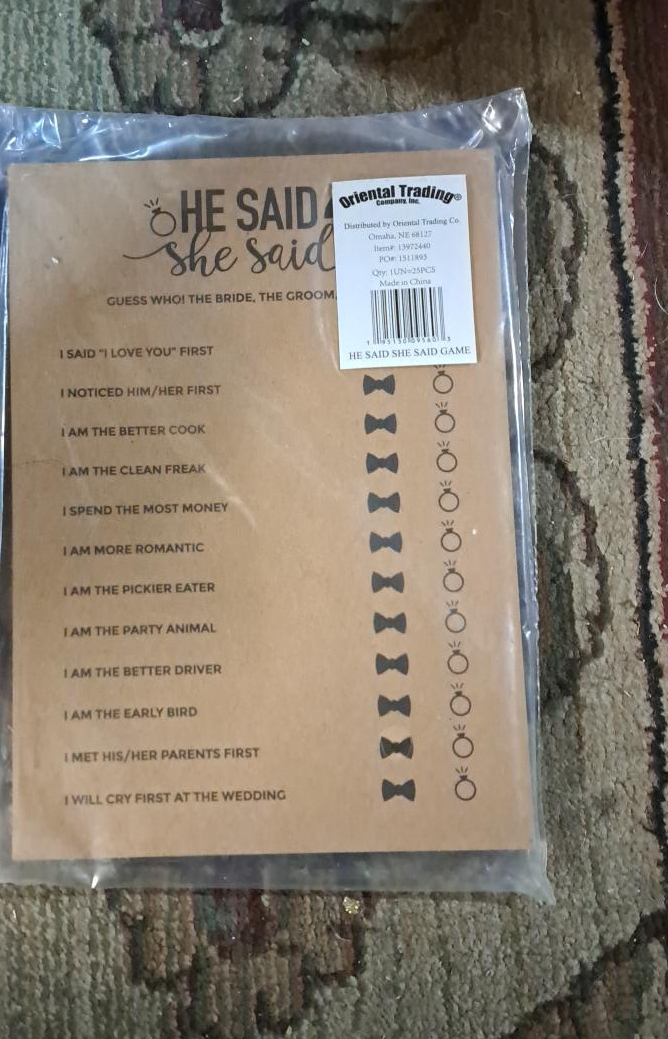 HE SAID
she said
GUESS WHO! THE BRIDE, THE GROOM,
Oriental Trading®
Company, Inc.
Distributed by Oriental Trading Co.
Omaha, NE 68127
Item#: 13972440
PO#: 1511893
Qty: 1UN=25PCS
Made in China
HE SAID SHE SAID GAME
I SAID "I LOVE YOU" FIRST
I NOTICED HIM/HER FIRST
I AM THE BETTER COOK
I AM THE CLEAN FREAK
I SPEND THE MOST MONEY
I AM MORE ROMANTIC
I AM THE PICKIER EATER
I AM THE PARTY ANIMAL
I AM THE BETTER DRIVER
I AM THE EARLY BIRD
I MET HIS/HER PARENTS FIRST
I WILL CRY FIRST AT THE WEDDING